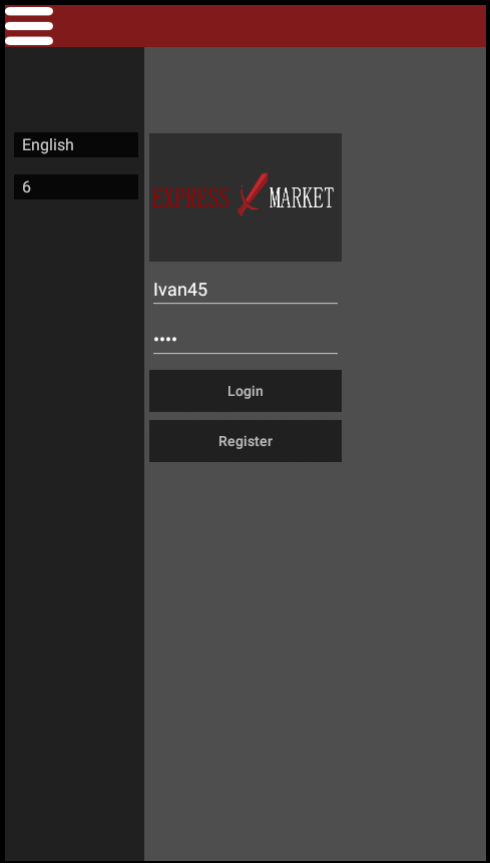 English
6
EXPRESS MARKET
Ivan45
••••
Login
Register